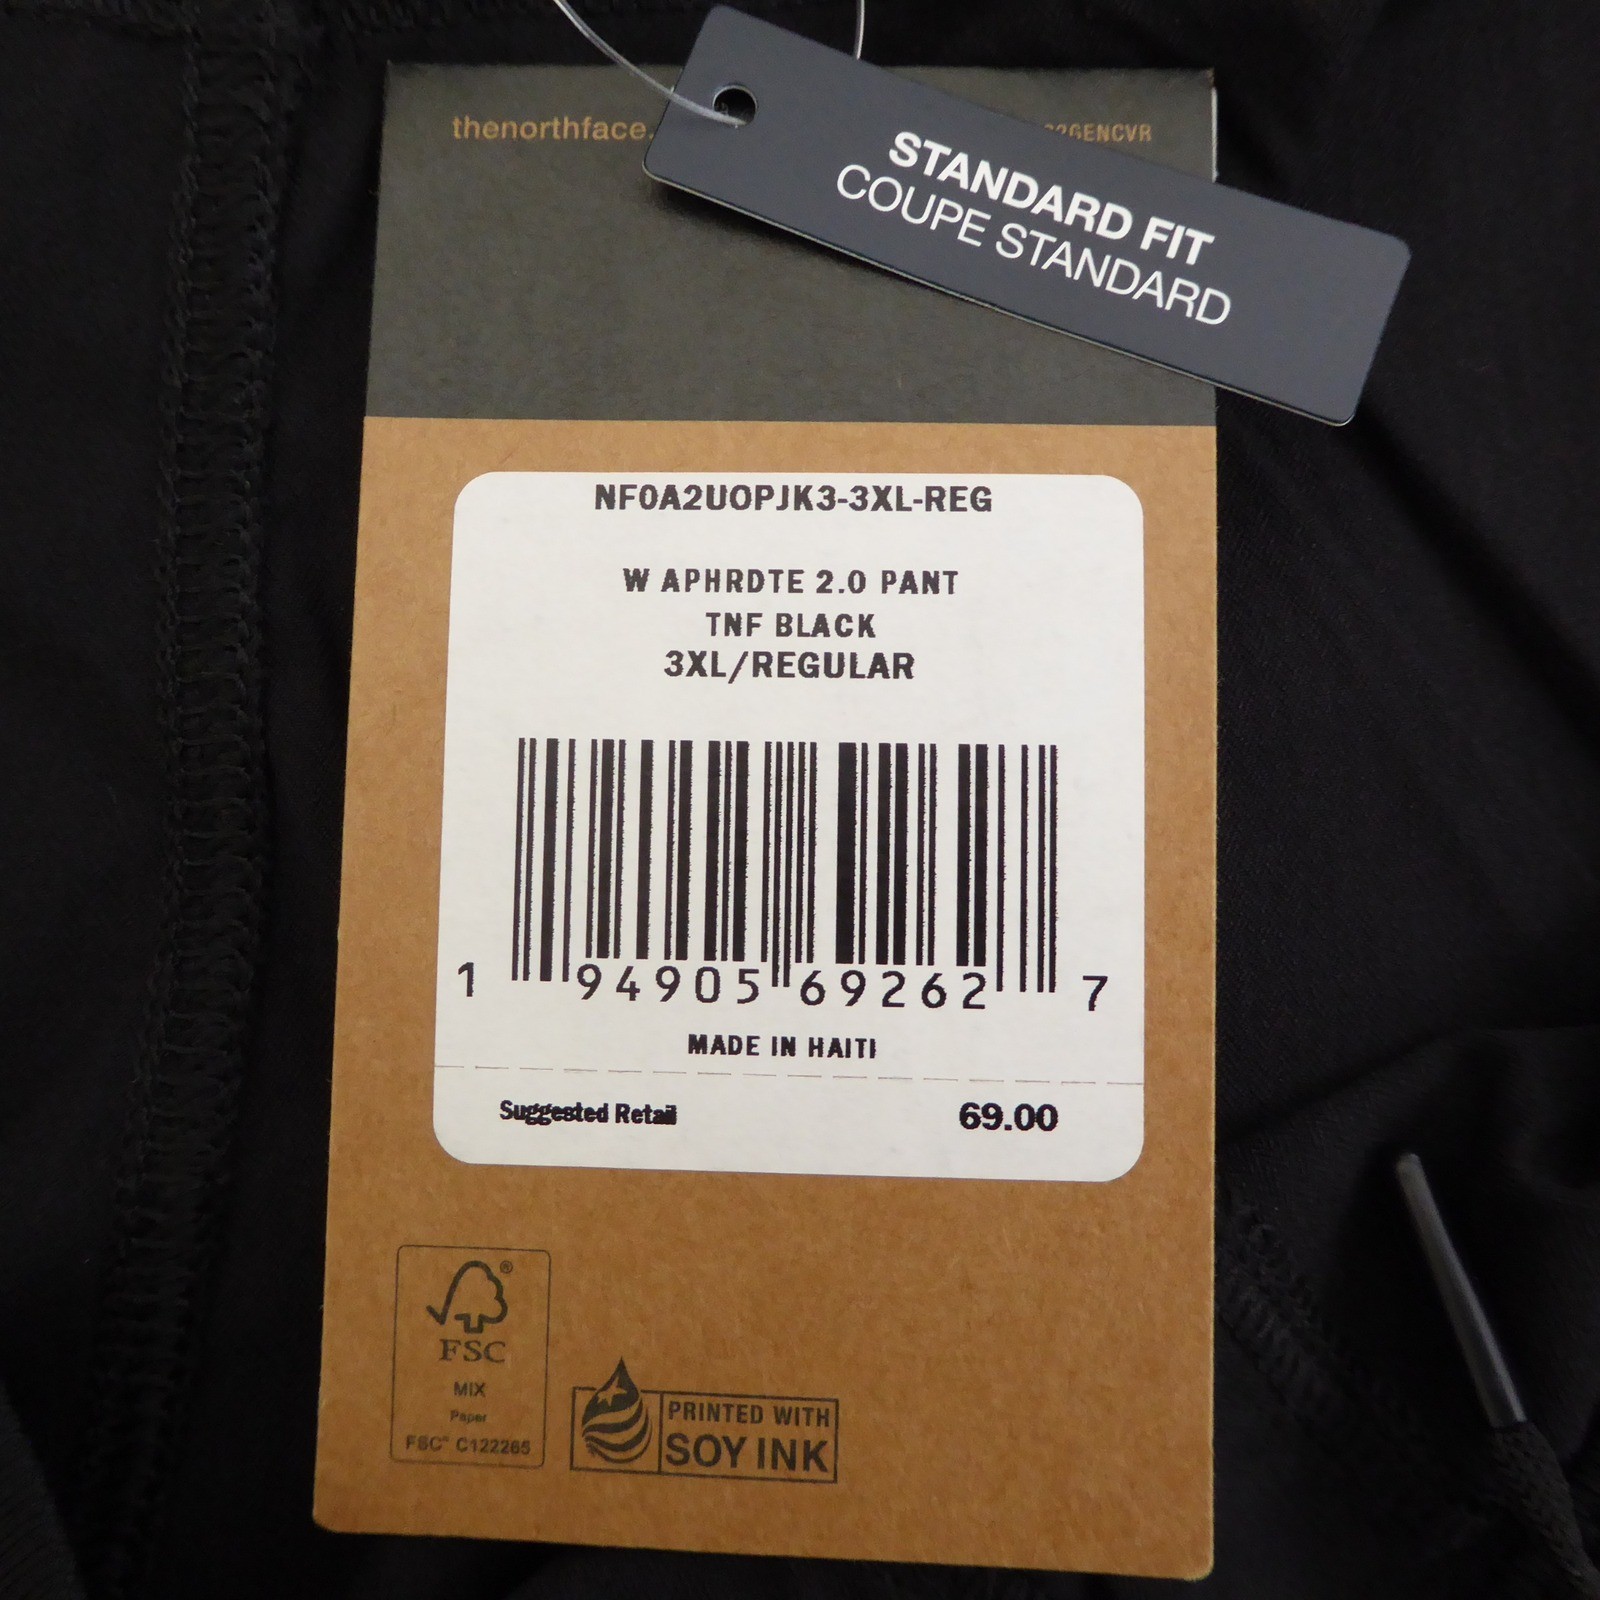 thenorthface.
STANDARD FIT
COUPE STANDARD
NF0A2UOPJK3-3XL-REG
W APHRDTE 2.0 PANT
TNF BLACK
3XL/REGULAR
1 94905 69262 7
MADE IN HAITI
Suggested Retail 69.00
FSC®
MIX
Paper
FSC® C122265
PRINTED WITH
SOY INK